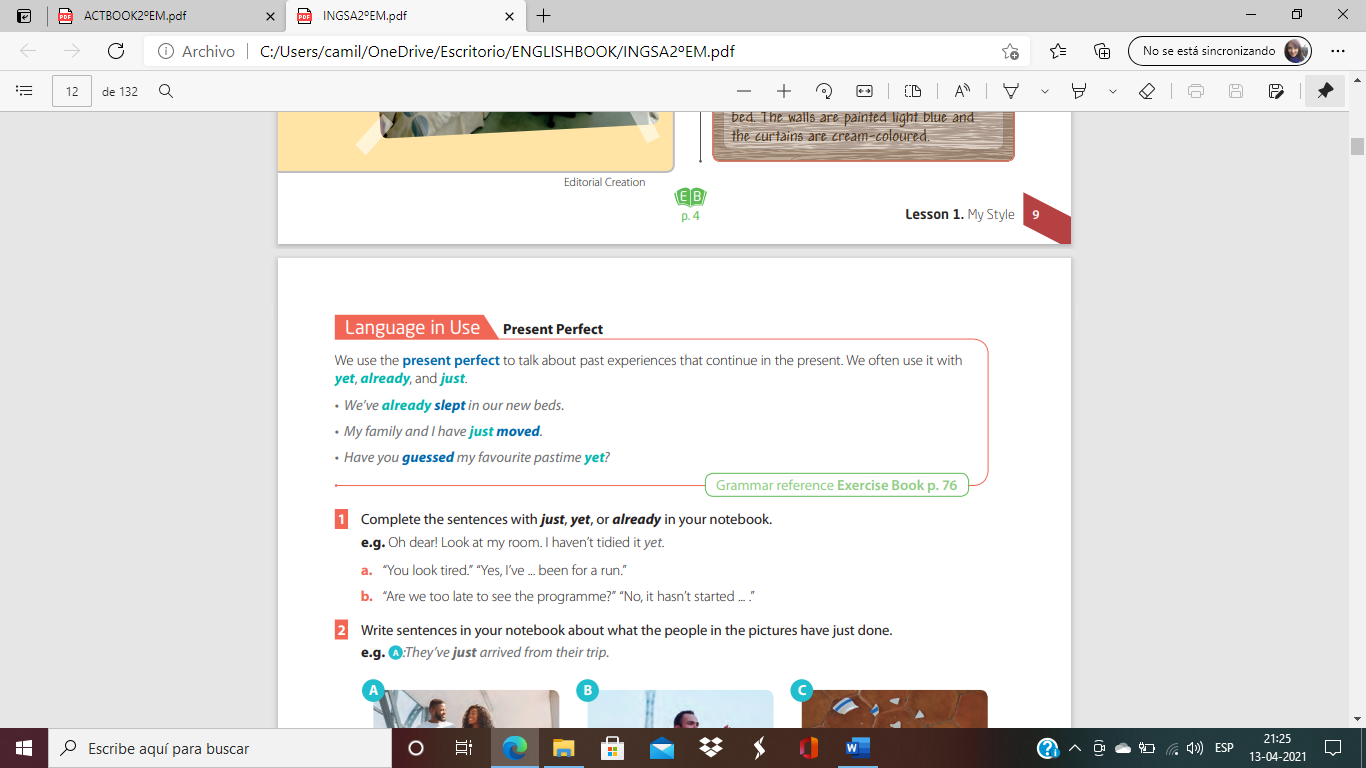 ACTBOOK2ºEM.pdf
INGSA2ºEM.pdf
Archivo
C:/Users/camil/OneDrive/Escritorio/ENGLISHBOOK/INGSA2ºEM.pdf
No se está sincronizando
12
de 132
bed. The walls are painted light blue and
the curtains are cream-coloured.
Editorial Creation
E B
p. 4
Lesson 1. My Style
9
Language in Use
Present Perfect
We use the present perfect to talk about past experiences that continue in the present. We often use it with
yet, already, and just.
• We've already slept in our new beds.
• My family and I have just moved.
• Have you guessed my favourite pastime yet?
Grammar reference Exercise Book p. 76
1 Complete the sentences with just, yet, or already in your notebook.
e.g. Oh dear! Look at my room. I haven't tidied it yet.
a. “You look tired.” “Yes, I've ... been for a run.”
b. “Are we too late to see the programme?” “No, it hasn't started ... .”
2 Write sentences in your notebook about what the people in the pictures have just done.
e.g. A:They've just arrived from their trip.
A
B
C
Escribe aquí para buscar
ESP
21:25
13-04-2021